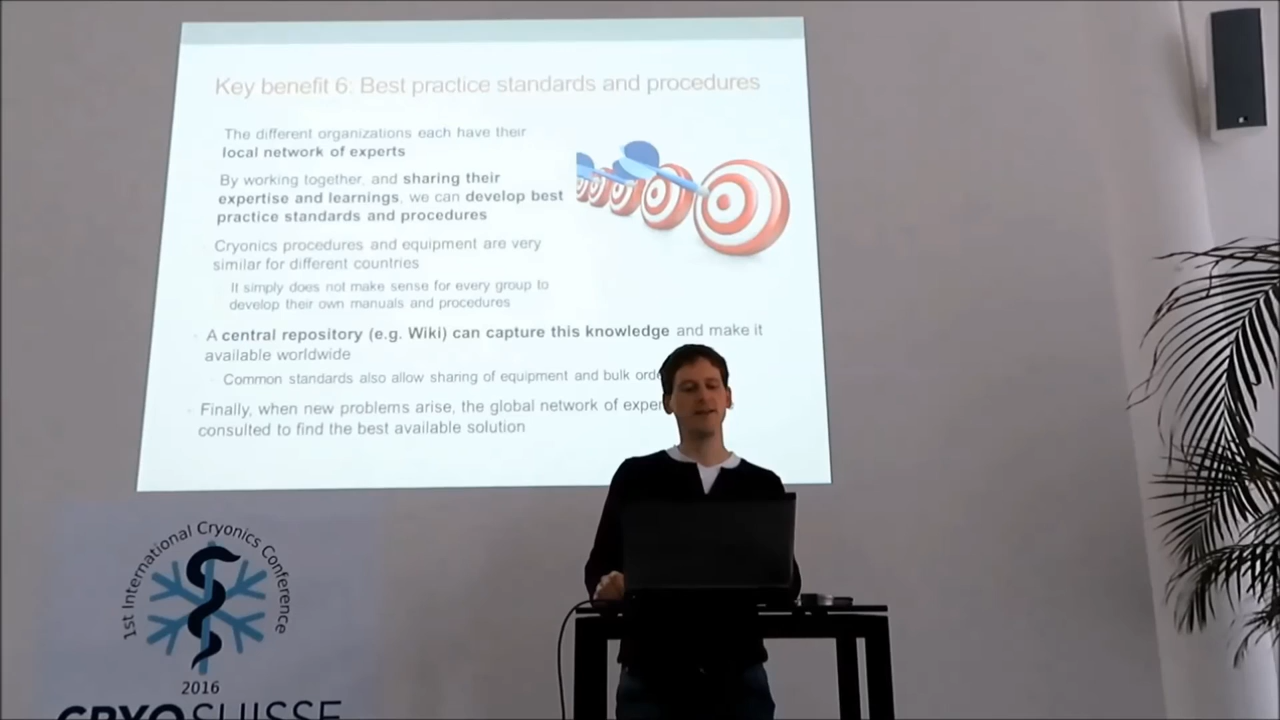 Key benefit 6: Best practice standards and procedures
The different organizations each have their
local network of experts
By working together, and sharing their
expertise and learnings, we can develop best
practice standards and procedures
Cryonics procedures and equipment are very
similar for different countries
It simply does not make sense for every group to
develop their own manuals and procedures
A central repository (e.g. Wiki) can capture this knowledge and make it
available worldwide
Common standards also allow sharing of equipment and bulk
Finally, when new problems arise, the global network of
consulted to find the best available solution
1st International Cryonics Conference
2016
CRYOSUISSE